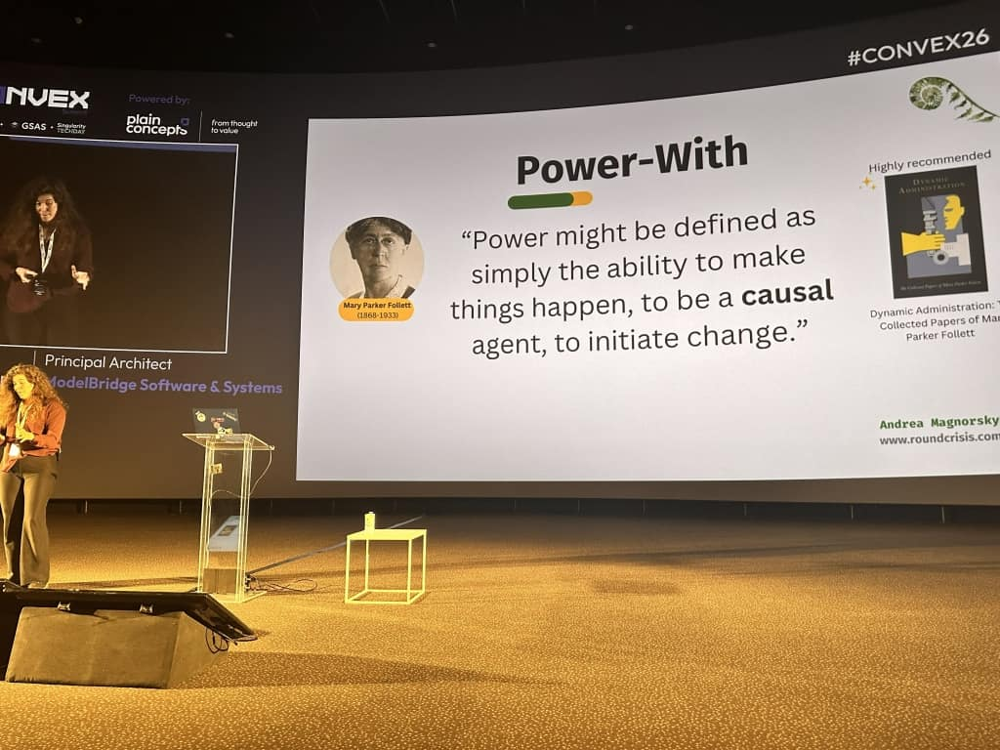 #CONVEX26
NVEX
Powered by:
GSAS
Singularity
TECHDAY
plain
concepts
from thought
to value
Principal Architect
ModelBridge Software & Systems
Power-With
“Power might be defined as
simply the ability to make
things happen, to be a causal
agent, to initiate change.”
Mary Parker Follett
(1868-1933)
Highly recommended
DYNAMIC
ADMINISTRATION
Dynamic Administration:
Collected Papers of Mary
Parker Follett
Andrea Magnorsky
www.roundcrisis.com